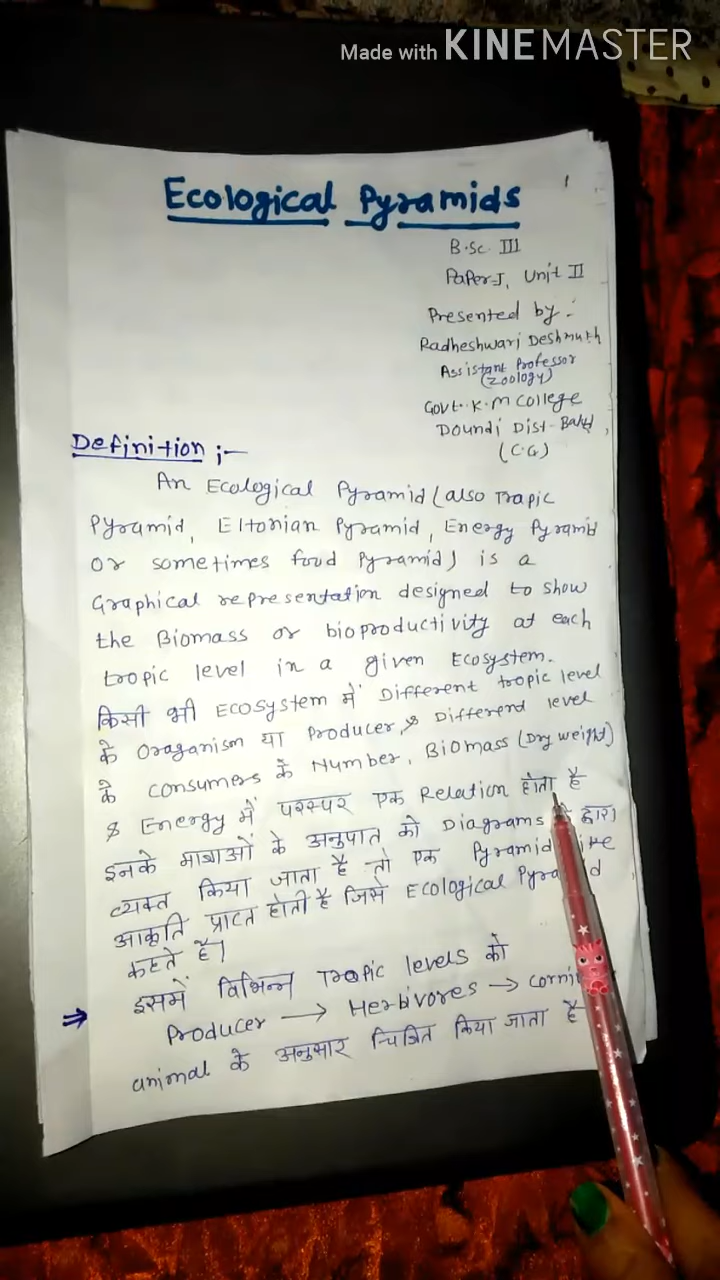 Made with KINEMASTER
1
Ecological Pyramids
B.Sc. III
Paper-I, Unit II
Presented by :-
Radheshwari Deshmukh
Assistant Professor
(Zoology)
Govt. K.M College
Doundi Dist-
(C.G)
Definition :-
An Ecological Pyramid (also Trapic
Pyramid, Eltonian Pyramid, Energy Pyramid
or sometimes food Pyramid) is a
Graphical representation designed to show
the Biomass or bioproductivity at each
tropic level in a given Ecosystem.
किसी भी Ecosystem में Different tropic level
के Oraganism या Producer, & Different level
के consumers के Number, Biomass (Dry weight)
& Energy में परस्पर एक Relation होता है
इनके मात्राओं के अनुपात को Diagrams द्वारा
व्यक्त किया जाता है तो एक Pyramid
आकृति प्राप्त होती है जिसे Ecological
कहते हैं।
इसमें विभिन्न Tropic levels को
⇒ Producer → Herbivores →
animal के अनुसार चित्रित किया जाता है